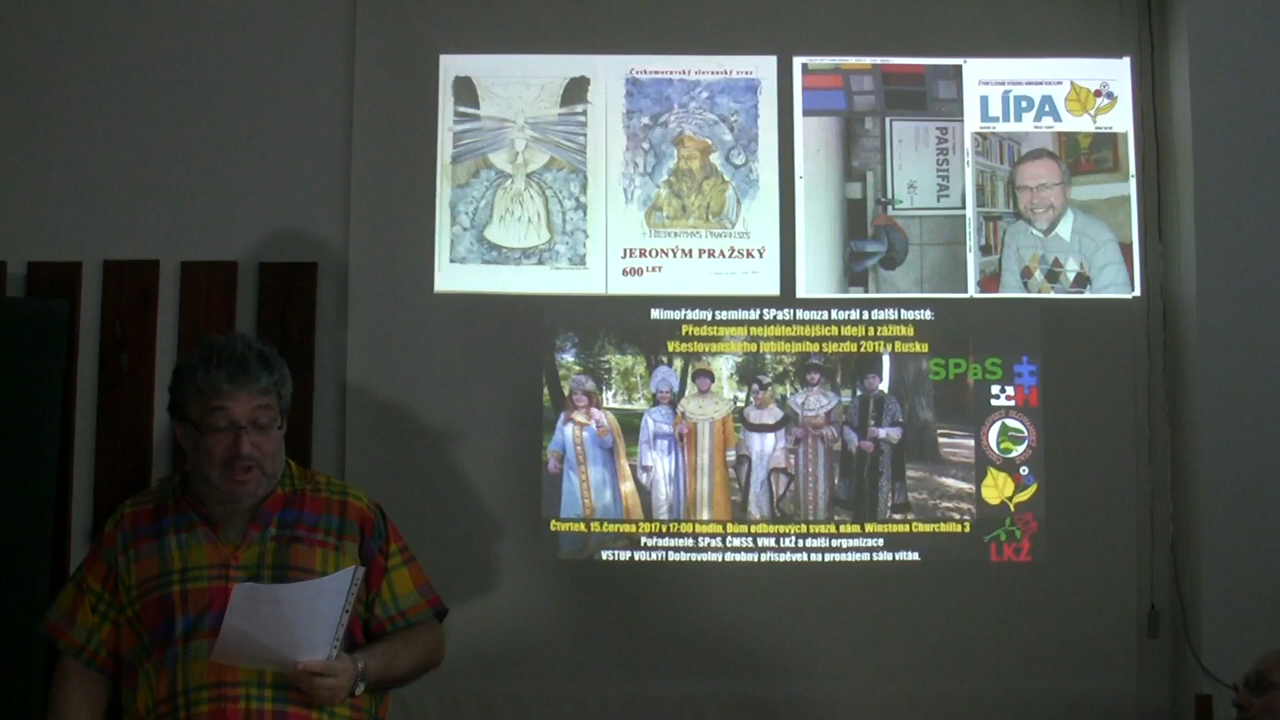 Českomoravský slovanský svaz
HIERONYMVS PRAGENSIS
JERONÝM PRAŽSKÝ
600 LET
PARSIFAL
LÍPA
Mimořádný seminář SPaS! Honza Korál a další hosté:
Představení nejdůležitějších idejí a zážitků
Všeslovanského jubilejního sjezdu 2017 v Rusku
SPaS
Čtvrtek, 15.června 2017 v 17:00 hodin, Dům odborových svazů, nám. Winstona Churchilla 3
Pořadatelé: SPaS, ČMSS, VNK, LKŽ a další organizace
VSTUP VOLNÝ! Dobrovolný drobný příspěvek na pronájem sálu vítán.
LKŽ